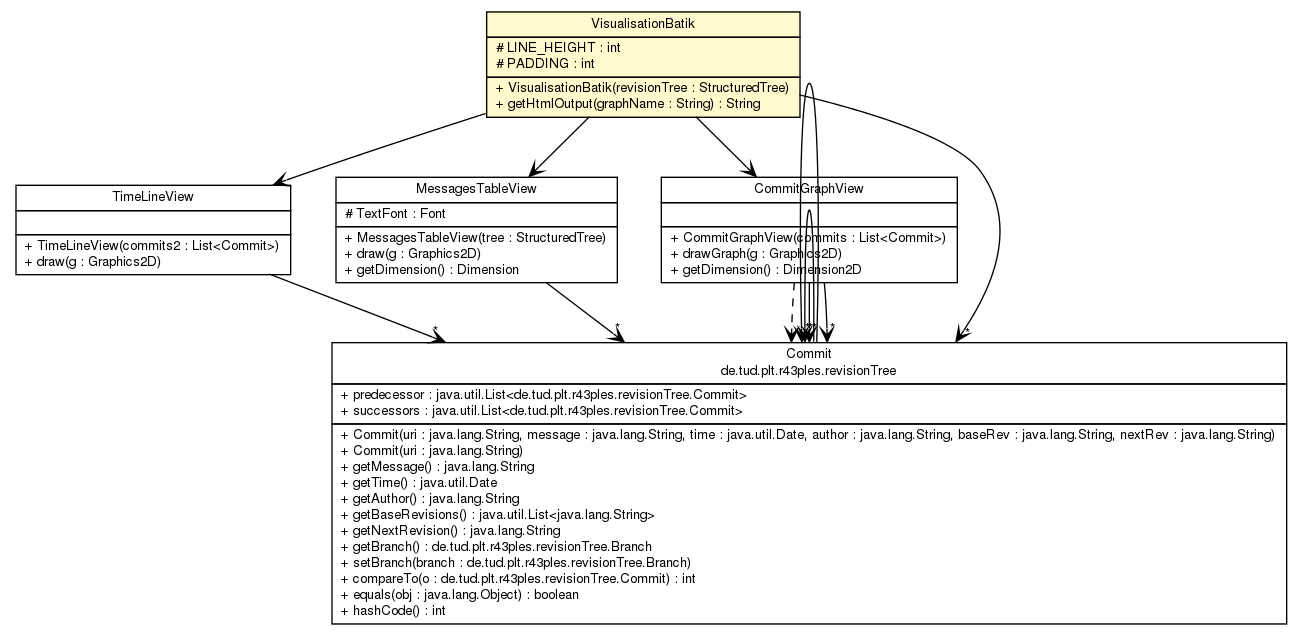 VisualisationBatik
# LINE_HEIGHT : int
# PADDING : int
+ VisualisationBatik(revisionTree : StructuredTree)
+ getHtmlOutput(graphName : String) : String
TimeLineView
+ TimeLineView(commits2 : List<Commit>)
+ draw(g : Graphics2D)
MessagesTableView
# TextFont : Font
+ MessagesTableView(tree : StructuredTree)
+ draw(g : Graphics2D)
+ getDimension() : Dimension
CommitGraphView
+ CommitGraphView(commits : List<Commit>)
+ drawGraph(g : Graphics2D)
+ getDimension() : Dimension2D
* * * *
Commit
de.tud.plt.r43ples.revisionTree
+ predecessor : java.util.List<de.tud.plt.r43ples.revisionTree.Commit>
+ successors : java.util.List<de.tud.plt.r43ples.revisionTree.Commit>
+ Commit(uri : java.lang.String, message : java.lang.String, time : java.util.Date, author : java.lang.String, baseRev : java.lang.String, nextRev : java.lang.String)
+ Commit(uri : java.lang.String)
+ getMessage() : java.lang.String
+ getTime() : java.util.Date
+ getAuthor() : java.lang.String
+ getBaseRevisions() : java.util.List<java.lang.String>
+ getNextRevision() : java.lang.String
+ getBranch() : de.tud.plt.r43ples.revisionTree.Branch
+ setBranch(branch : de.tud.plt.r43ples.revisionTree.Branch)
+ compareTo(o : de.tud.plt.r43ples.revisionTree.Commit) : int
+ equals(obj : java.lang.Object) : boolean
+ hashCode() : int